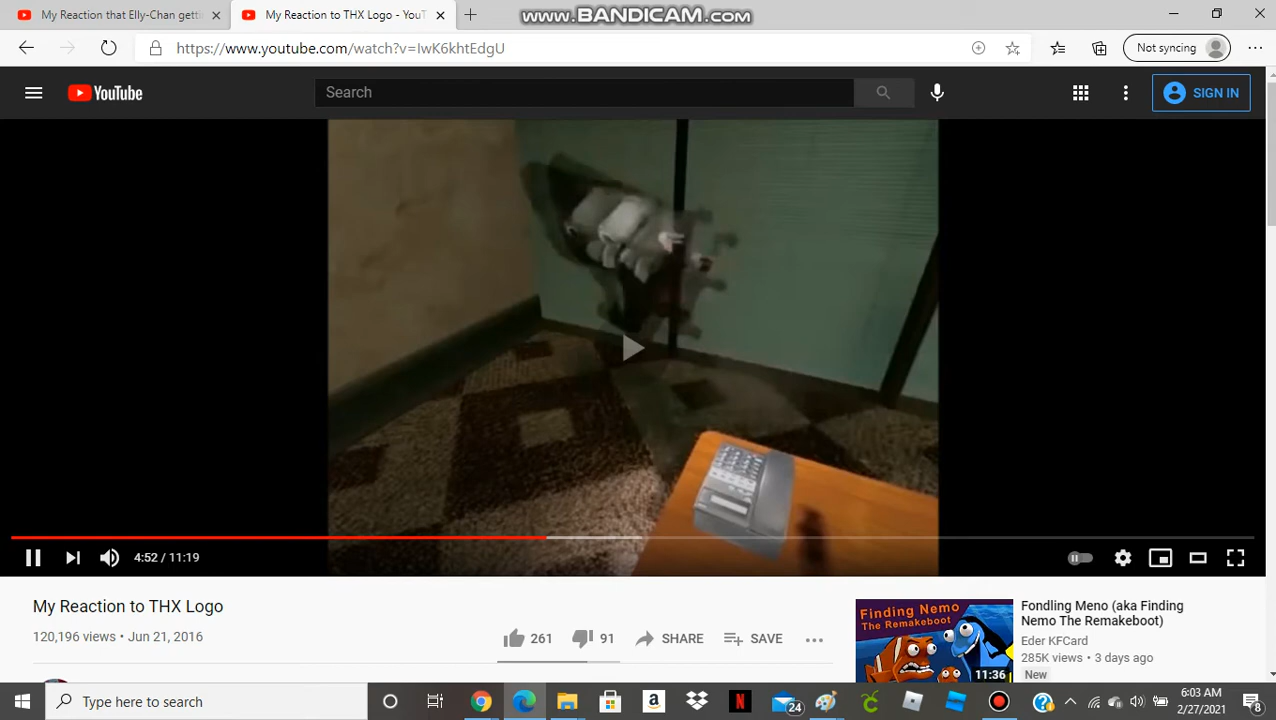 My Reaction that Elly-Chan gett
My Reaction to THX Logo - YouT
www.BANDICAM.com
https://www.youtube.com/watch?v=IwK6khtEdgU
Not syncing
YouTube
Search
SIGN IN
4:52 / 11:19
My Reaction to THX Logo
120,196 views • Jun 21, 2016
261
91
SHARE
SAVE
Finding Nemo
The Remakeboot
11:36
Fondling Meno (aka Finding
Nemo The Remakeboot)
Eder KFCard
285K views • 3 days ago
New
Type here to search
24
6:03 AM
2/27/2021
8